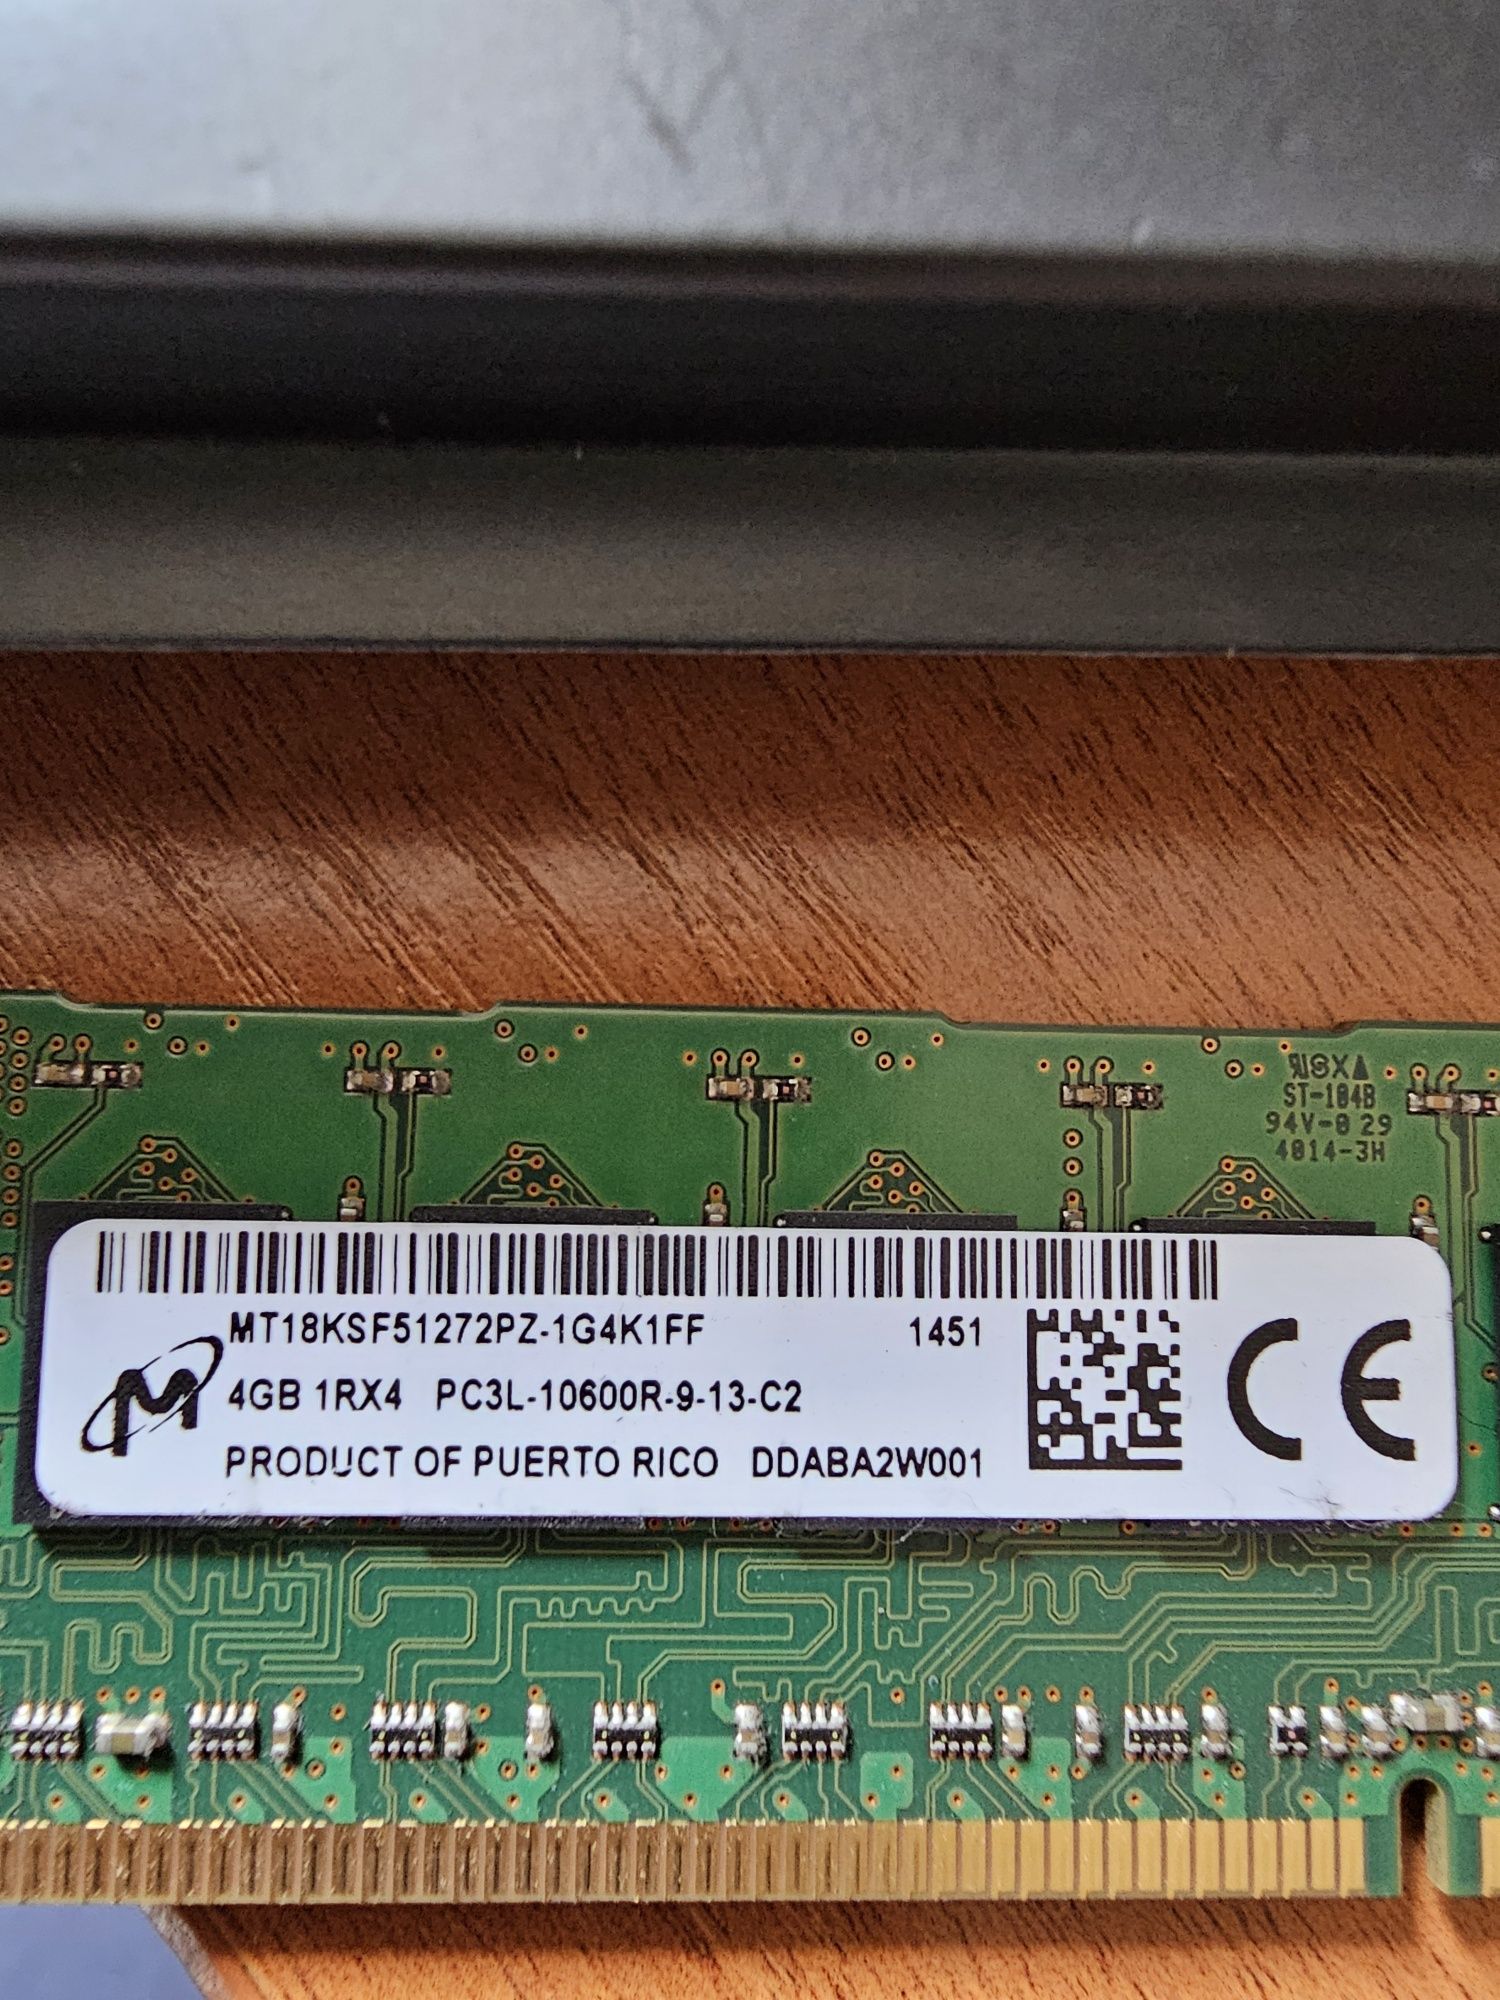 ST-184B
94V-0 29
4014-3H
MT18KSF51272PZ-1G4K1FF 1451
4GB 1RX4 PC3L-10600R-9-13-C2
PRODUCT OF PUERTO RICO DDABA2W001
CE